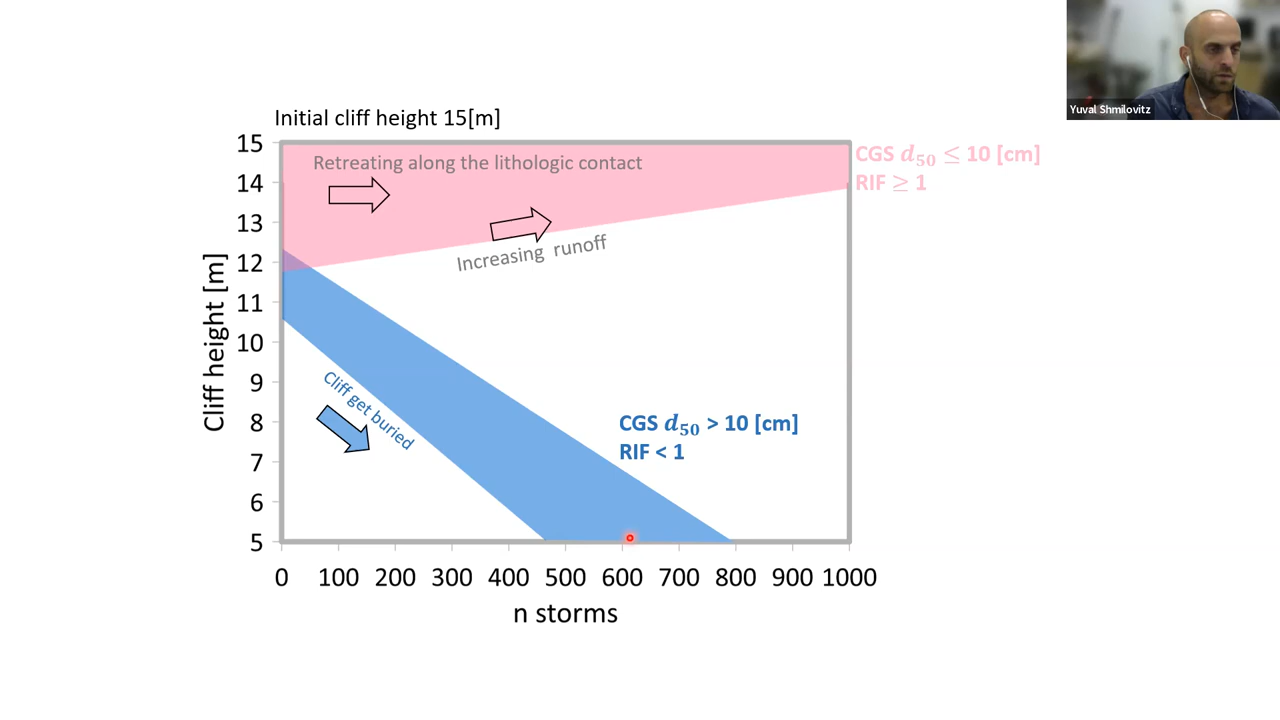 Yuval Shmilovitz
Initial cliff height 15[m]
15
14
13
12
11
10
9
8
7
6
5
Cliff height [m]
Retreating along the lithologic contact
Increasing runoff
CGS d₅₀ ≤ 10 [cm]
RIF ≥ 1
Cliff get buried
CGS d₅₀ > 10 [cm]
RIF < 1
0 100 200 300 400 500 600 700 800 900 1000
n storms